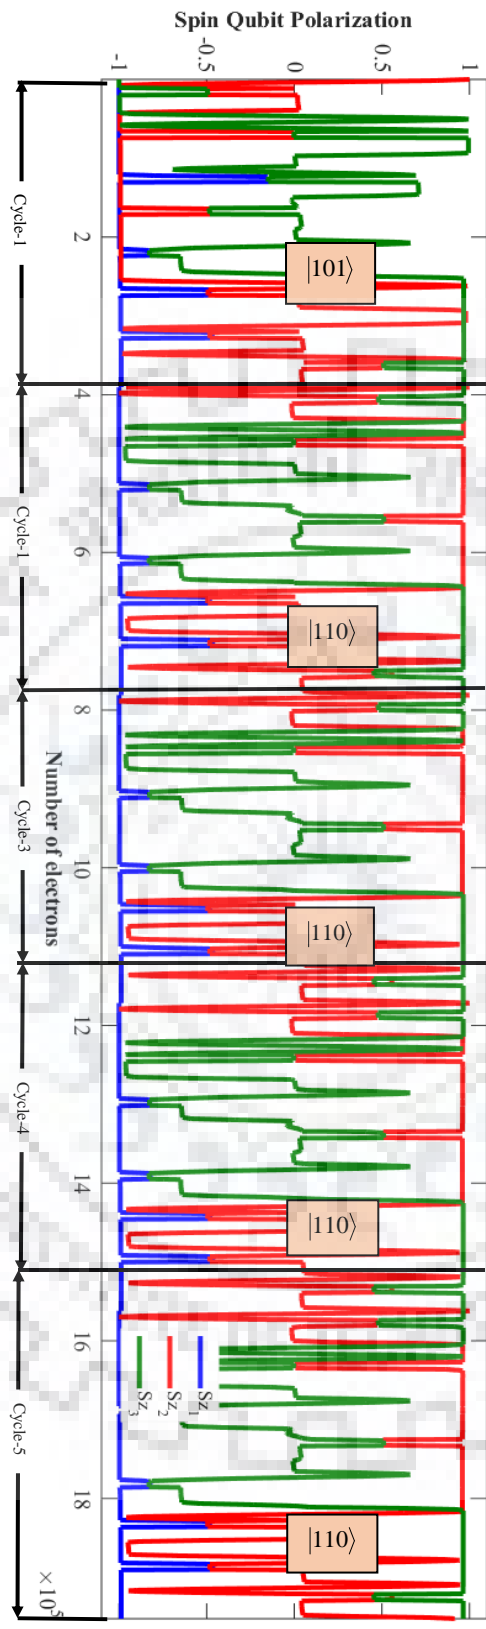 Spin Qubit Polarization
-1
-0.5
0
0.5
1
2
4
6
8
10
12
14
16
18
×10⁵
Number of electrons
|101⟩
|110⟩
|110⟩
|110⟩
|110⟩
Cycle-1
Cycle-1
Cycle-3
Cycle-4
Cycle-5
Sz₁
Sz₂
Sz₃